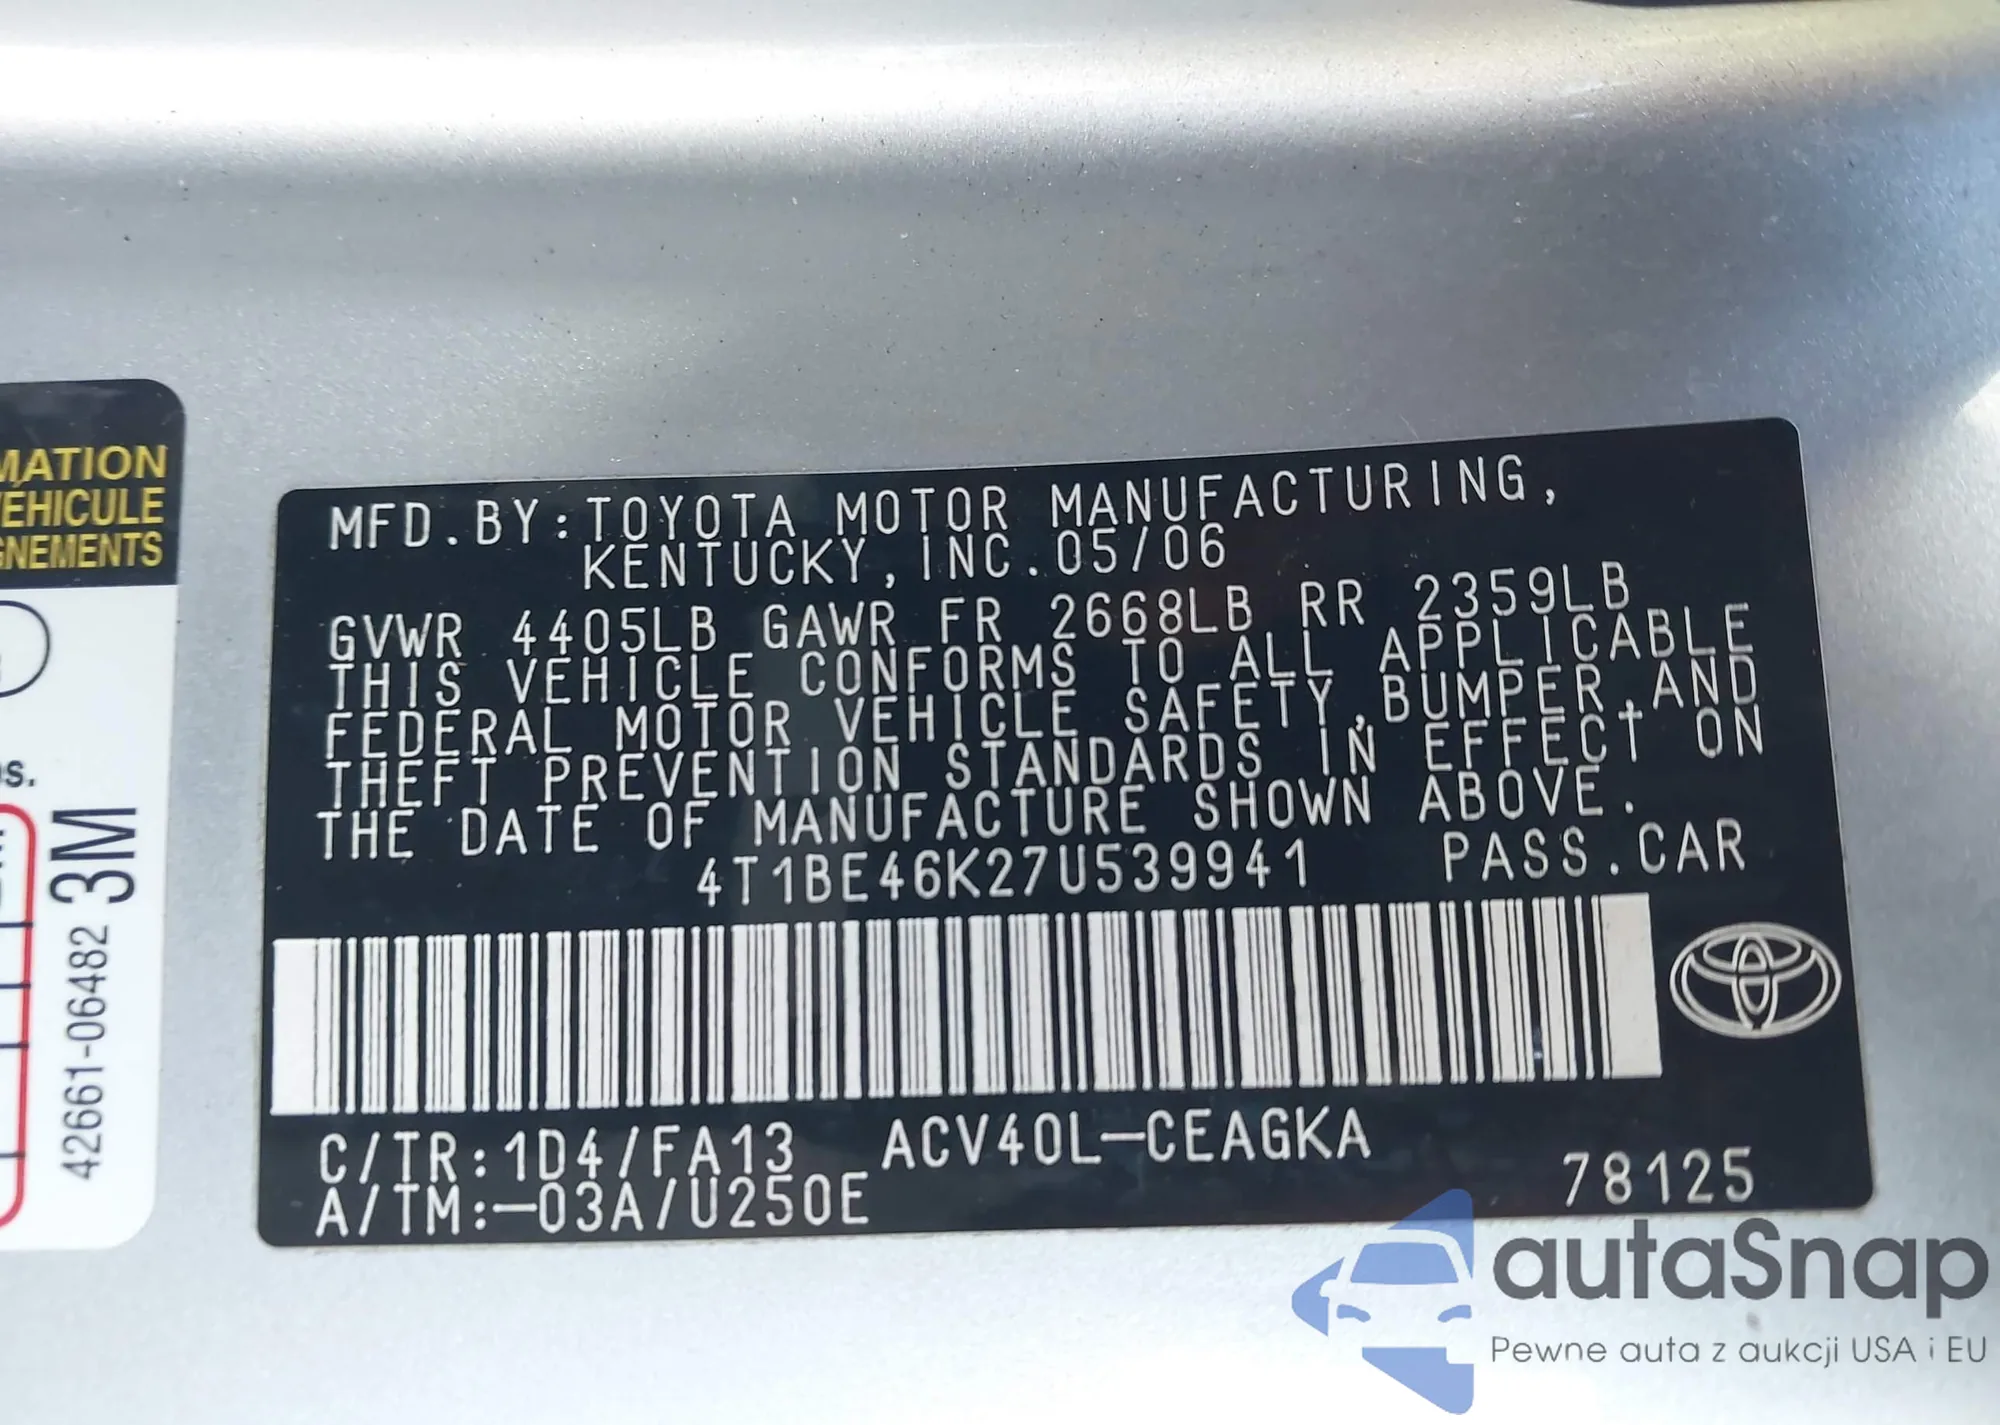 MATION
VEHICULE
GNEMENTS
3M
42661-06482
MFD.BY:TOYOTA MOTOR MANUFACTURING,
KENTUCKY,INC.05/06
GVWR 4405LB GAWR FR 2668LB RR 2359LB
THIS VEHICLE CONFORMS TO ALL APPLICABLE
FEDERAL MOTOR VEHICLE SAFETY,BUMPER,AND
THEFT PREVENTION STANDARDS IN EFFECT ON
THE DATE OF MANUFACTURE SHOWN ABOVE.
4T1BE46K27U539941 PASS.CAR
C/TR:1D4/FA13 ACV40L-CEAGKA
A/TM:-03A/U250E 78125
autaSnap
Pewne auta z aukcji USA i EU